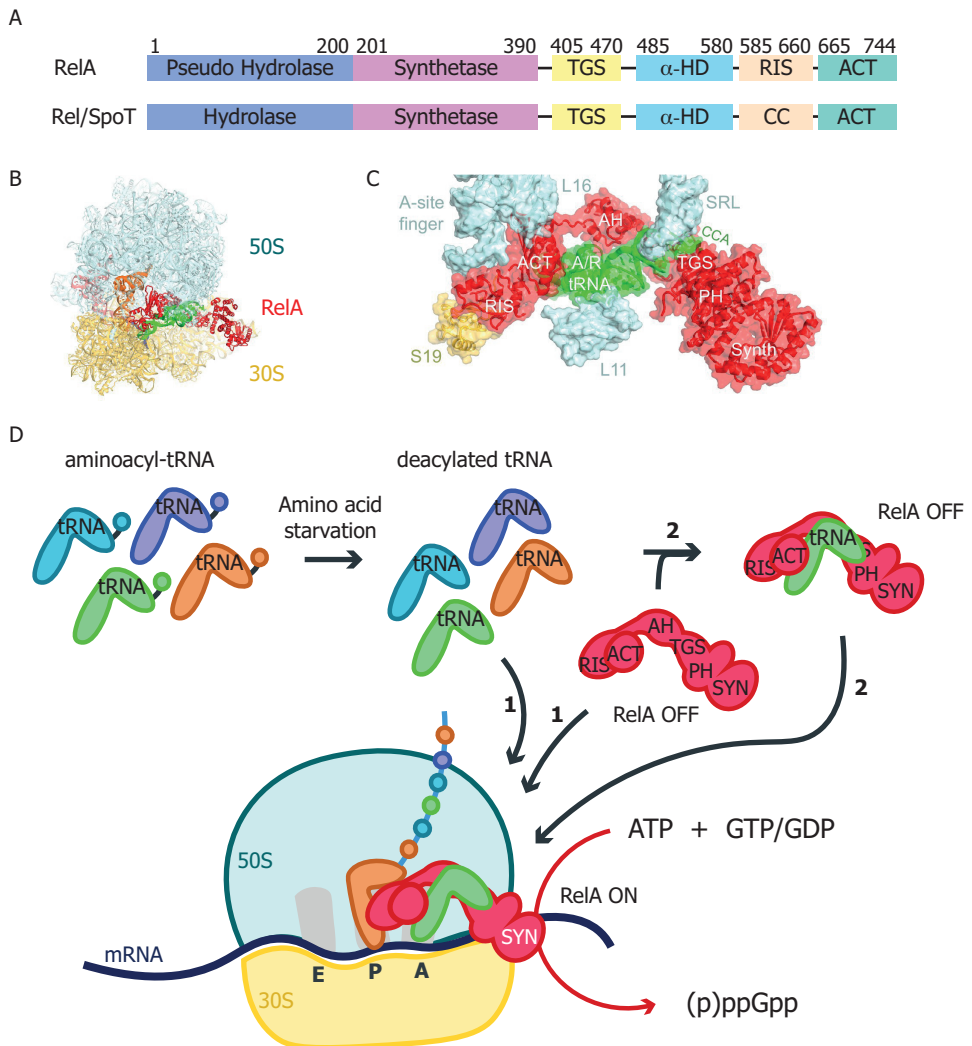 A
1 200 201 390 405 470 485 580 585 660 665 744
RelA Pseudo Hydrolase Synthetase TGS α-HD RIS ACT
Rel/SpoT Hydrolase Synthetase TGS α-HD CC ACT
B
50S
RelA
30S
C
L16
A-site
finger
SRL
AH
CCA
ACT
A/R
tRNA
TGS
RIS
PH
Synth
S19
L11
D
aminoacyl-tRNA
deacylated tRNA
tRNA
tRNA
tRNA
tRNA
Amino acid
starvation
tRNA
tRNA
tRNA
tRNA
2
RelA OFF
tRNA
RIS
ACT
PH
SYN
AH
RIS
ACT
TGS
PH
SYN
RelA OFF
1
1
2
ATP + GTP/GDP
50S
RelA ON
SYN
mRNA
E P A
30S
(p)ppGpp